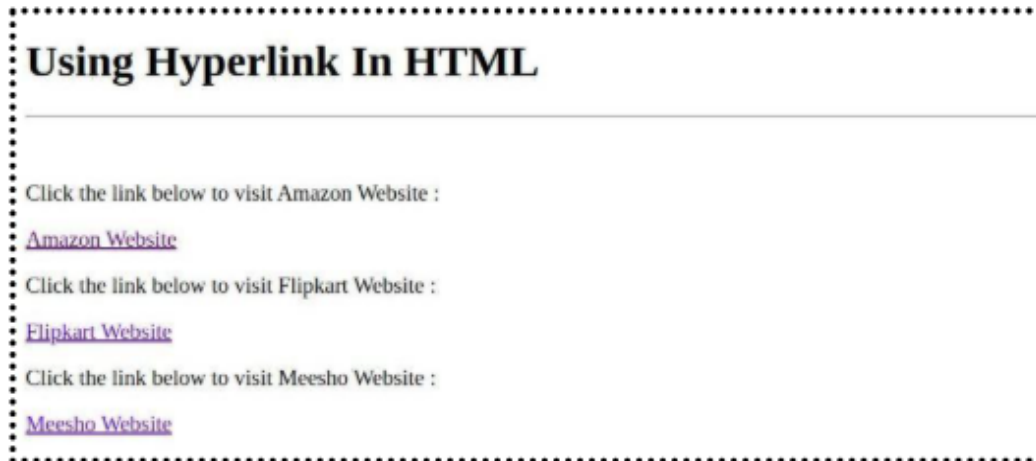 Using Hyperlink In HTML
Click the link below to visit Amazon Website :
Amazon Website
Click the link below to visit Flipkart Website :
Flipkart Website
Click the link below to visit Meesho Website :
Meesho Website